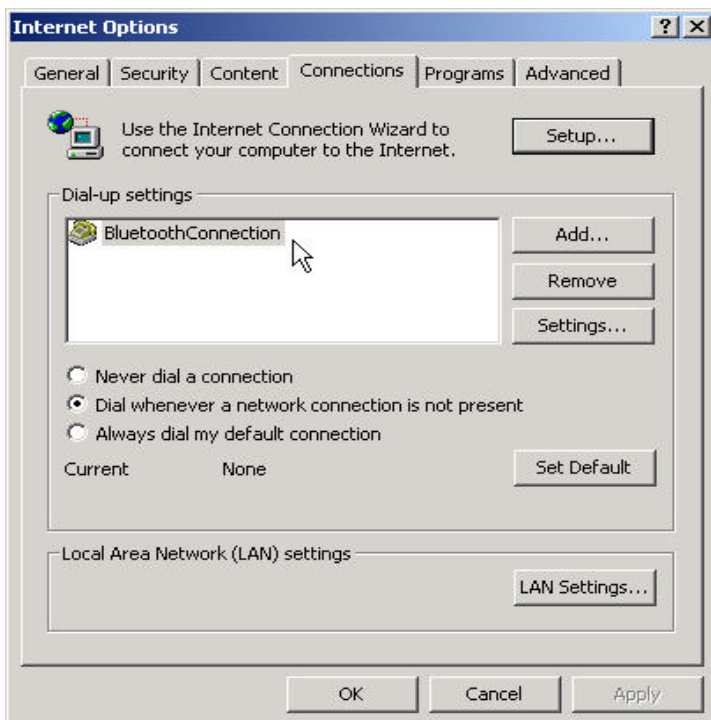 Internet Options
General Security Content Connections Programs Advanced
Use the Internet Connection Wizard to
connect your computer to the Internet.
Setup...
Dial-up settings
BluetoothConnection
Add...
Remove
Settings...
Never dial a connection
Dial whenever a network connection is not present
Always dial my default connection
Current None
Set Default
Local Area Network (LAN) settings
LAN Settings...
OK Cancel Apply